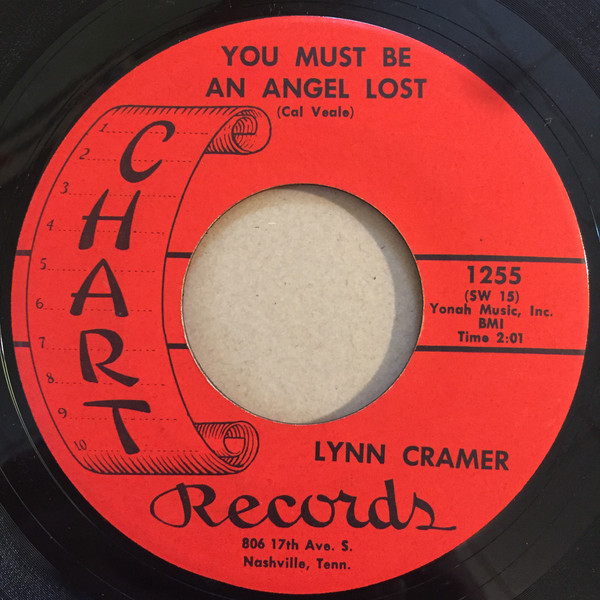 YOU MUST BE
AN ANGEL LOST
(Cal Veale)
1
2
3
4
5
6
7
8
9
10
CHART
1255
(SW 15)
Yonah Music, Inc.
BMI
Time 2:01
LYNN CRAMER
Records
806 17th Ave. S.
Nashville, Tenn.